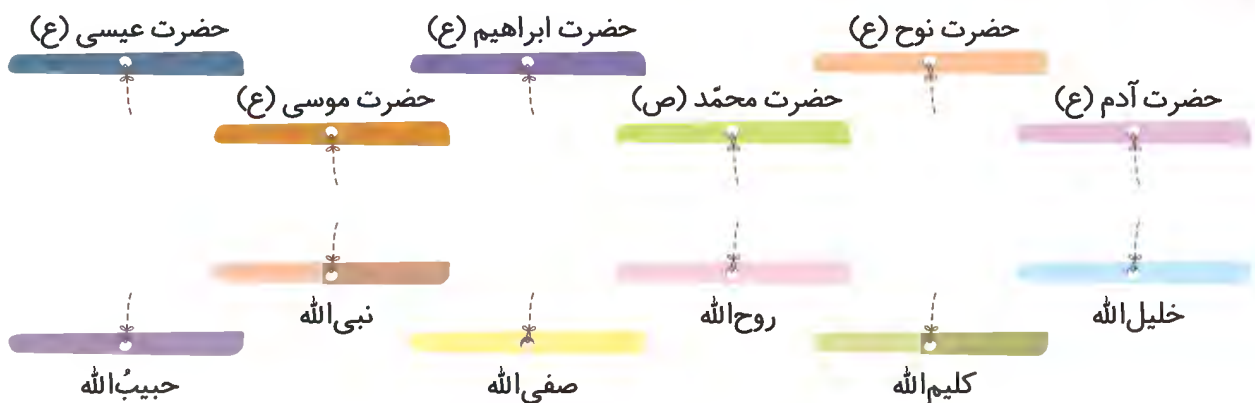 حضرت نوح (ع)
حضرت ابراهیم (ع)
حضرت عیسی (ع)
حضرت آدم (ع)
حضرت محمّد (ص)
حضرت موسی (ع)
خلیل‌الله
روح‌الله
نبی‌الله
کلیم‌الله
صفی‌الله
حبیبُ‌الله